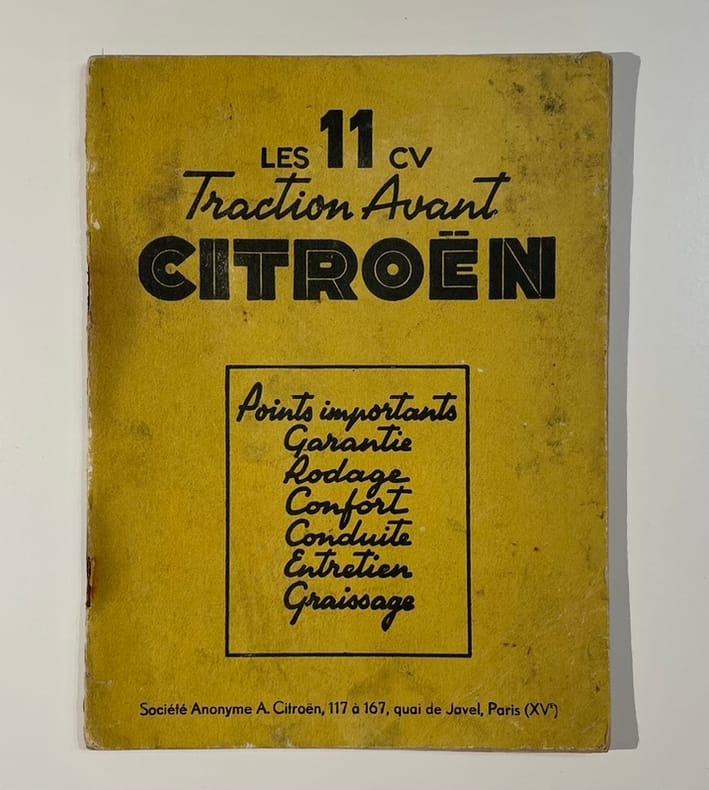 LES 11 CV
Traction Avant
CITROËN
Points importants
Garantie
Rodage
Confort
Conduite
Entretien
Graissage
Société Anonyme A. Citroën, 117 à 167, quai de Javel, Paris (XVᵉ)